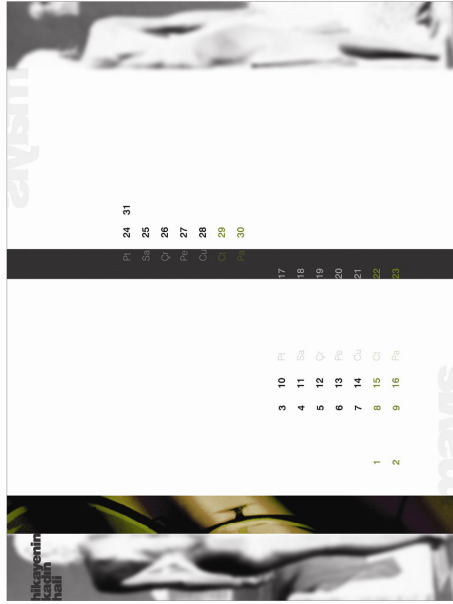 mayıs
hikayenin
kadın
hali
Pt 24 31
Sa 25
Çr 26
Pe 27
Cu 28
Ct 29
Pa 30
3 10 Pt 17
4 11 Sa 18
5 12 Çr 19
6 13 Pe 20
7 14 Cu 21
1 8 15 Ct 22
2 9 16 Pa 23